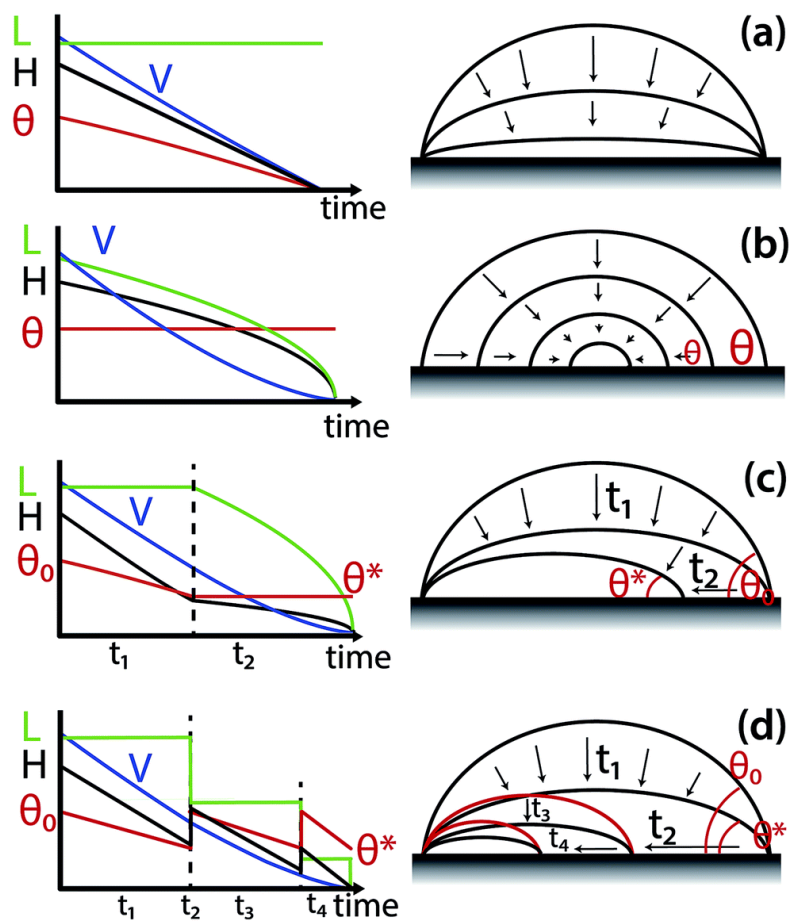 L
H
V
θ
time
(a)
L
V
H
θ
time
(b)
θ
θ
L
H
V
θ₀
θ*
t₁
t₂
time
(c)
t₁
t₂
θ*
θ₀
L
H
V
θ₀
θ*
t₁
t₂
t₃
t₄
time
(d)
t₁
θ₀
t₃
t₂
t₄
θ*